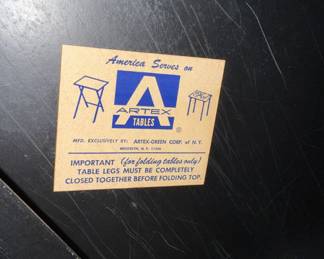 America Serves on
A
ARTEX
TABLES
®
MFD. EXCLUSIVELY BY: ARTEX-GREEN CORP. of N.Y.
BROOKLYN, N.Y.
IMPORTANT (for folding tables only)
TABLE LEGS MUST BE COMPLETELY
CLOSED TOGETHER BEFORE FOLDING TOP.